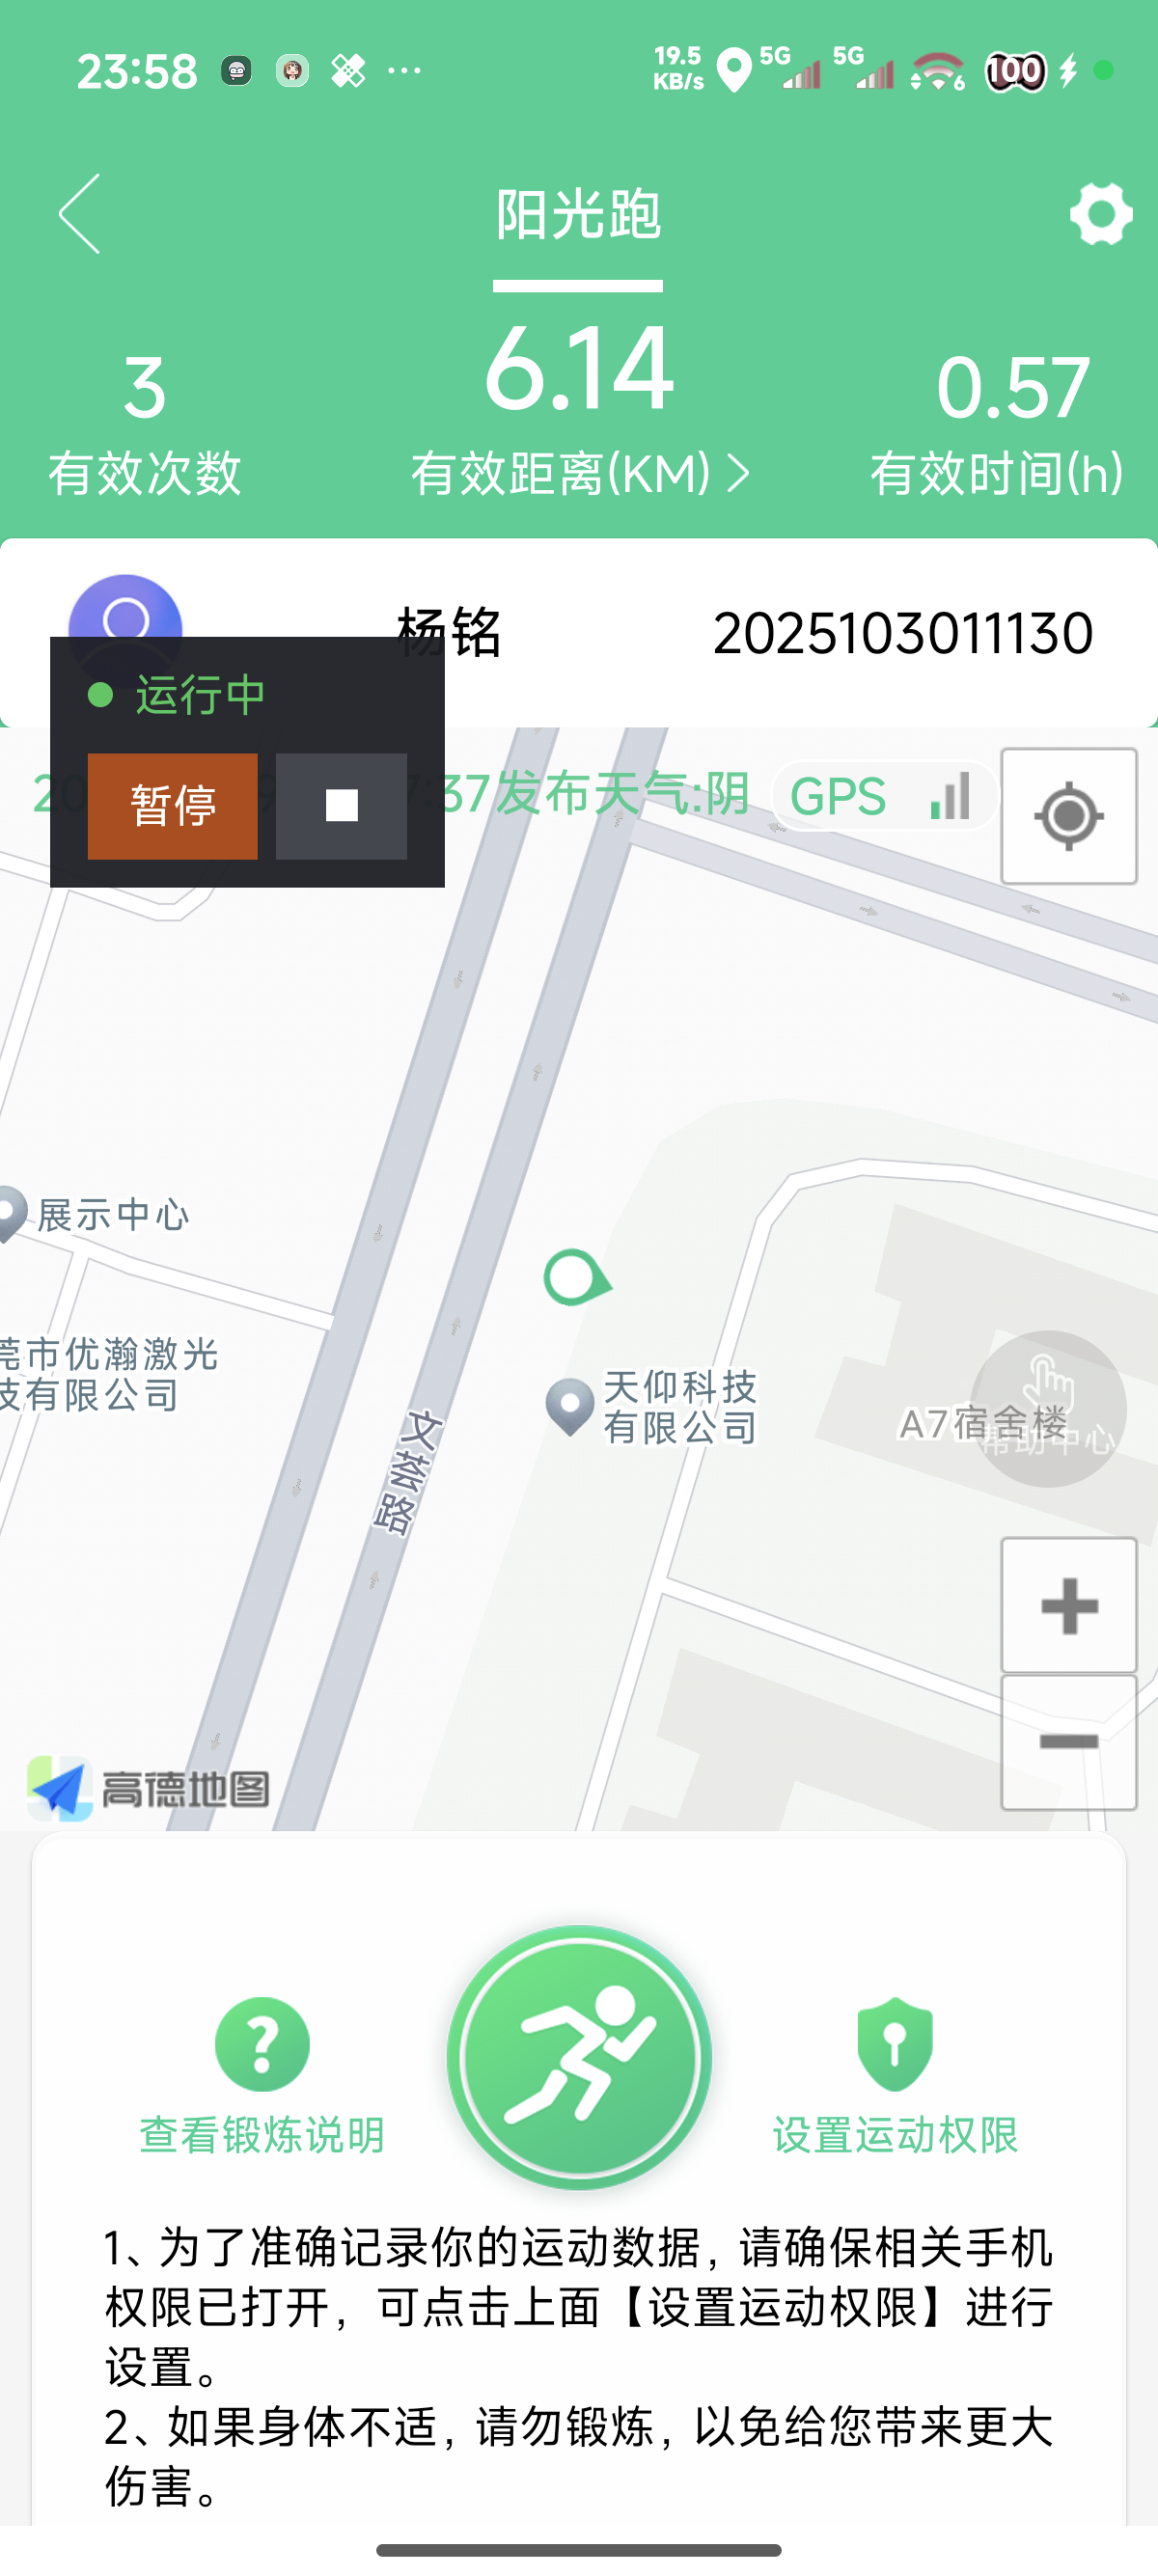 23:58
···
19.5
KB/s
5G
5G
6
100
阳光跑
3
6.14
0.57
有效次数
有效距离(KM)
有效时间(h)
杨铭
2025103011130
运行中
暂停
7:37发布天气:阴
GPS
展示中心
莞市优瀚激光
技有限公司
天仰科技
有限公司
A7宿舍楼
帮助中心
文荟路
高德地图
查看锻炼说明
设置运动权限
1、为了准确记录你的运动数据，请确保相关手机
权限已打开，可点击上面【设置运动权限】进行
设置。
2、如果身体不适，请勿锻炼，以免给您带来更大
伤害。